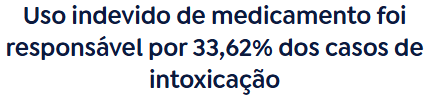 Uso indevido de medicamento foi
responsável por 33,62% dos casos de
intoxicação